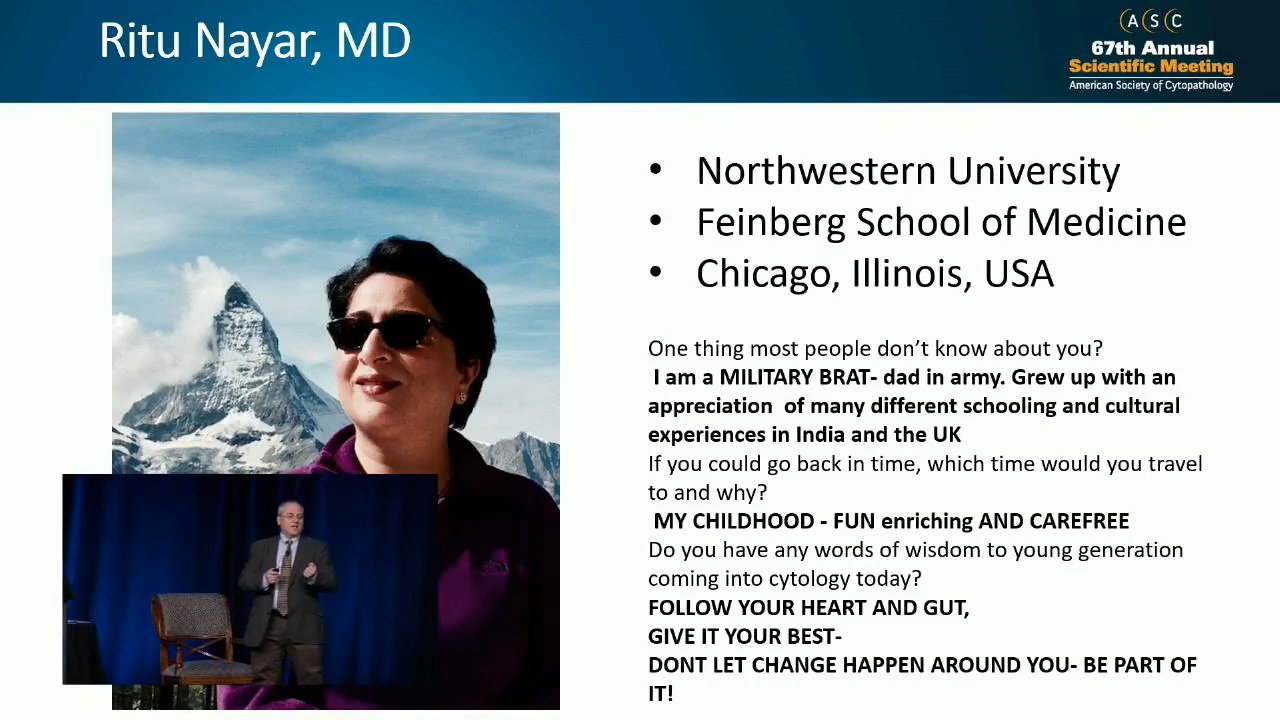 Ritu Nayar, MD
ASC
67th Annual
Scientific Meeting
American Society of Cytopathology
• Northwestern University
• Feinberg School of Medicine
• Chicago, Illinois, USA
One thing most people don’t know about you?
I am a MILITARY BRAT- dad in army. Grew up with an
appreciation of many different schooling and cultural
experiences in India and the UK
If you could go back in time, which time would you travel
to and why?
MY CHILDHOOD - FUN enriching AND CAREFREE
Do you have any words of wisdom to young generation
coming into cytology today?
FOLLOW YOUR HEART AND GUT,
GIVE IT YOUR BEST-
DONT LET CHANGE HAPPEN AROUND YOU- BE PART OF
IT!